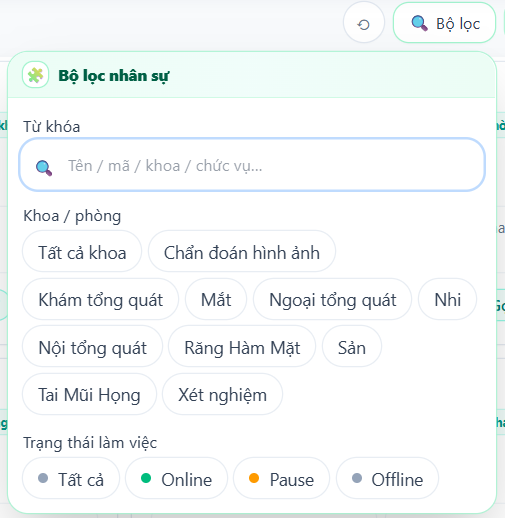 Bộ lọc
Bộ lọc nhân sự
Từ khóa
Tên / mã / khoa / chức vụ...
Khoa / phòng
Tất cả khoa Chẩn đoán hình ảnh
Khám tổng quát Mắt Ngoại tổng quát Nhi
Nội tổng quát Răng Hàm Mặt Sản
Tai Mũi Họng Xét nghiệm
Trạng thái làm việc
Tất cả Online Pause Offline